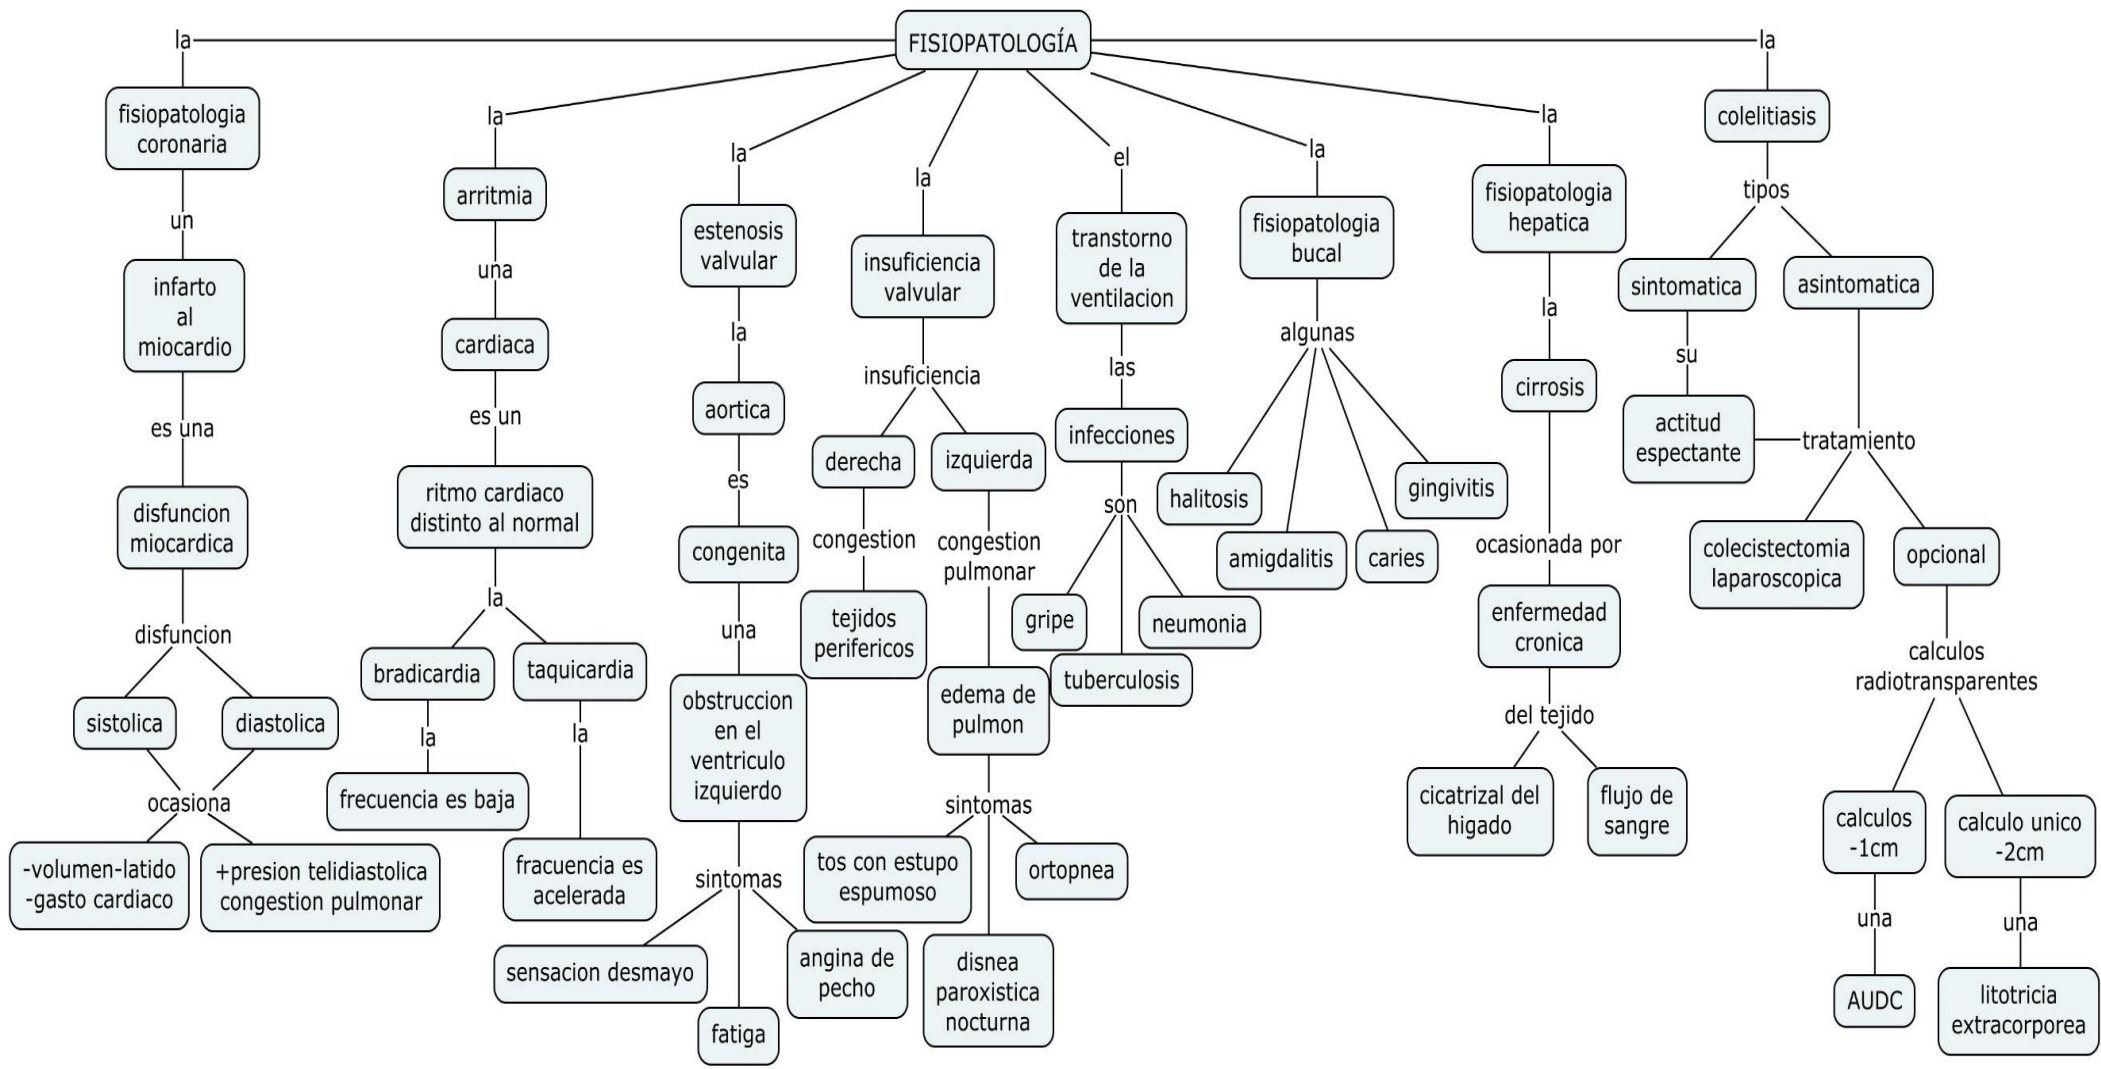 FISIOPATOLOGÍA
la
fisiopatologia
coronaria
un
infarto
al
miocardio
es una
disfuncion
miocardica
disfuncion
sistolica
diastolica
ocasiona
-volumen-latido
-gasto cardiaco
+presion telidiastolica
congestion pulmonar
la
arritmia
una
cardiaca
es un
ritmo cardiaco
distinto al normal
la
bradicardia
taquicardia
la
frecuencia es baja
la
fracuencia es
acelerada
la
estenosis
valvular
la
aortica
es
congenita
una
obstruccion
en el
ventriculo
izquierdo
sintomas
sensacion desmayo
fatiga
angina de
pecho
la
insuficiencia
valvular
insuficiencia
derecha
izquierda
congestion
tejidos
perifericos
congestion
pulmonar
edema de
pulmon
sintomas
tos con estupo
espumoso
disnea
paroxistica
nocturna
ortopnea
el
transtorno
de la
ventilacion
las
infecciones
son
gripe
tuberculosis
neumonia
la
fisiopatologia
bucal
algunas
halitosis
amigdalitis
caries
gingivitis
la
fisiopatologia
hepatica
la
cirrosis
ocasionada por
enfermedad
cronica
del tejido
cicatrizal del
higado
flujo de
sangre
la
colelitiasis
tipos
sintomatica
asintomatica
su
actitud
espectante
tratamiento
colecistectomia
laparoscopica
opcional
calculos
radiotransparentes
calculos
-1cm
calculo unico
-2cm
una
AUDC
una
litotricia
extracorporea